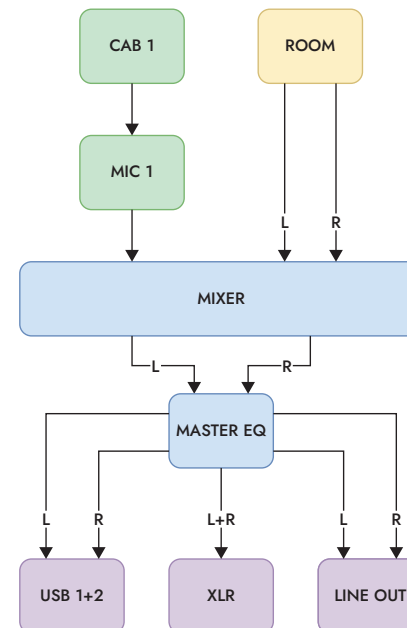 CAB 1
ROOM
MIC 1
L
R
MIXER
L
R
MASTER EQ
L
R
L+R
L
R
USB 1+2
XLR
LINE OUT